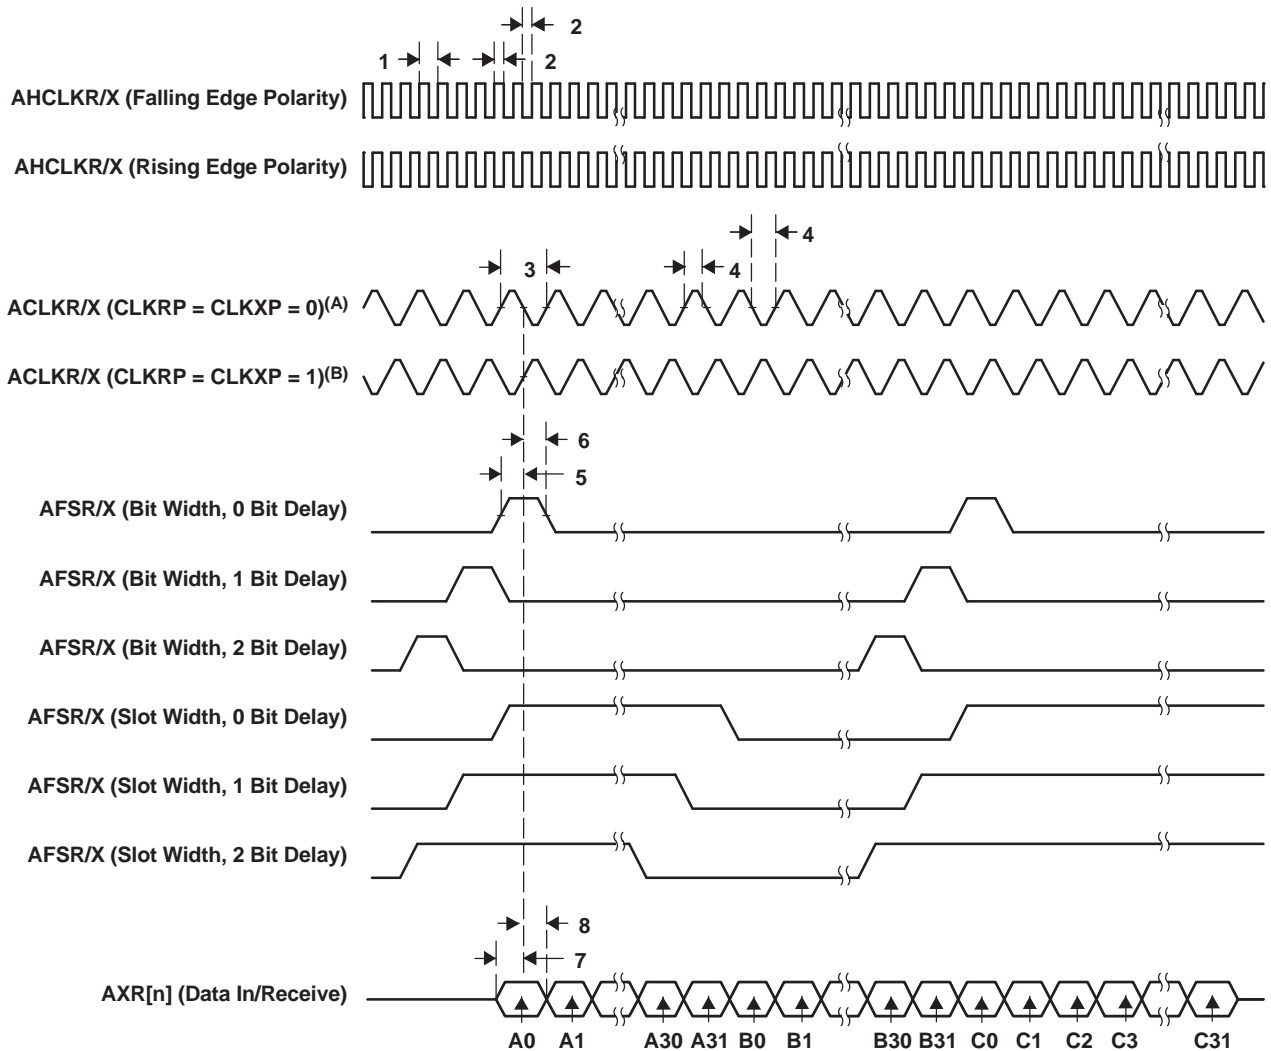 2
1
2
AHCLKR/X (Falling Edge Polarity)
AHCLKR/X (Rising Edge Polarity)
4
3
4
ACLKR/X (CLKRP = CLKXP = 0)(A)
ACLKR/X (CLKRP = CLKXP = 1)(B)
6
5
AFSR/X (Bit Width, 0 Bit Delay)
AFSR/X (Bit Width, 1 Bit Delay)
AFSR/X (Bit Width, 2 Bit Delay)
AFSR/X (Slot Width, 0 Bit Delay)
AFSR/X (Slot Width, 1 Bit Delay)
AFSR/X (Slot Width, 2 Bit Delay)
8
7
AXR[n] (Data In/Receive)
A0 A1 A30 A31 B0 B1 B30 B31 C0 C1 C2 C3 C31